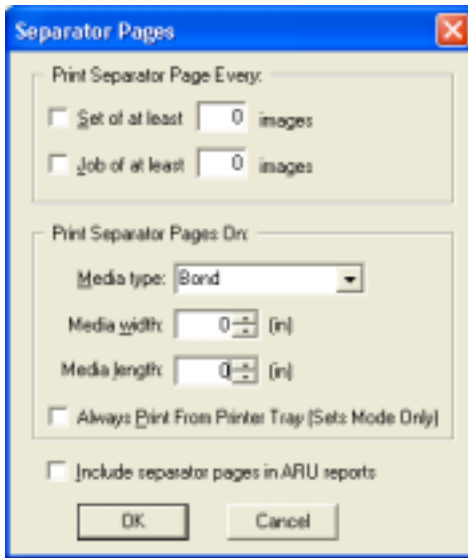 Separator Pages
Print Separator Page Every:
Set of at least 0 images
Job of at least 0 images
Print Separator Pages On:
Media type: Bond
Media width: 0 (in)
Media length: 0 (in)
Always Print From Printer Tray (Sets Mode Only)
Include separator pages in ARU reports
OK Cancel